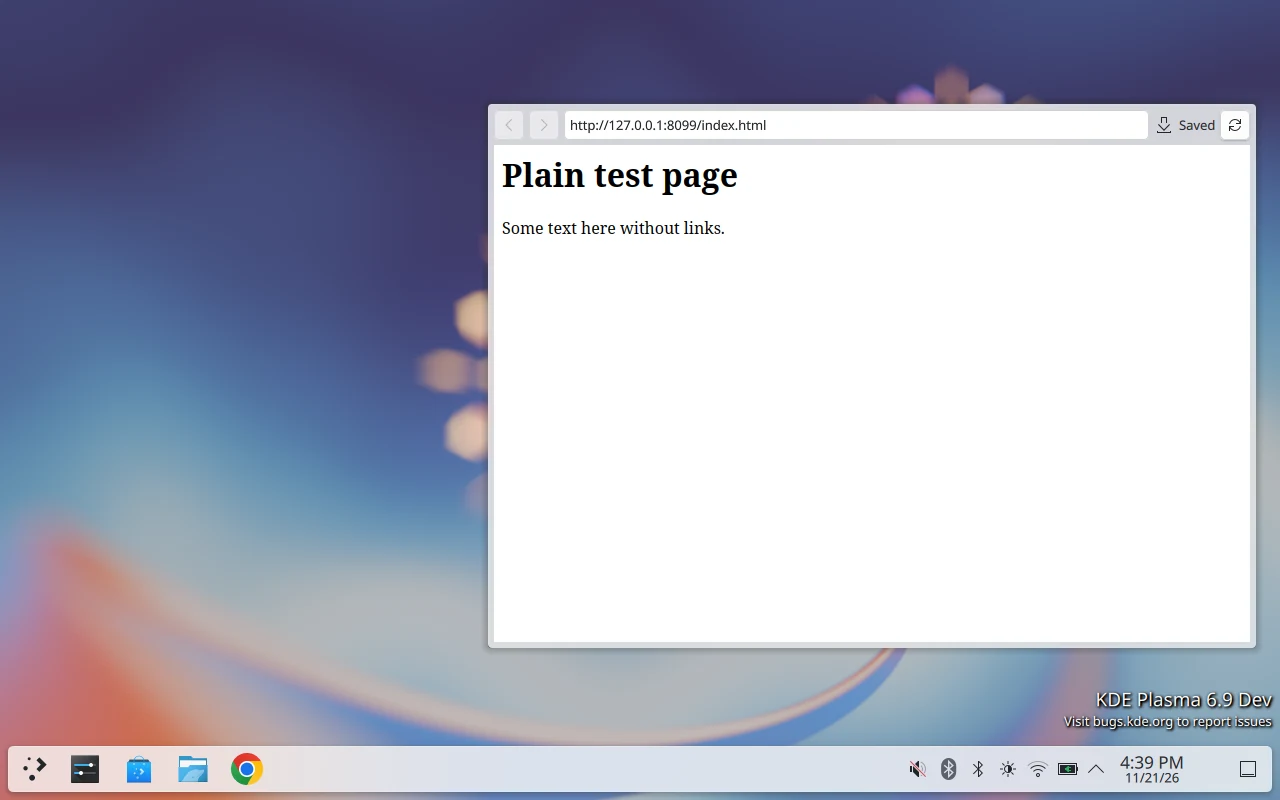 http://127.0.0.1:8099/index.html
Saved
Plain test page
Some text here without links.
KDE Plasma 6.9 Dev
Visit bugs.kde.org to report issues
4:39 PM
11/21/26